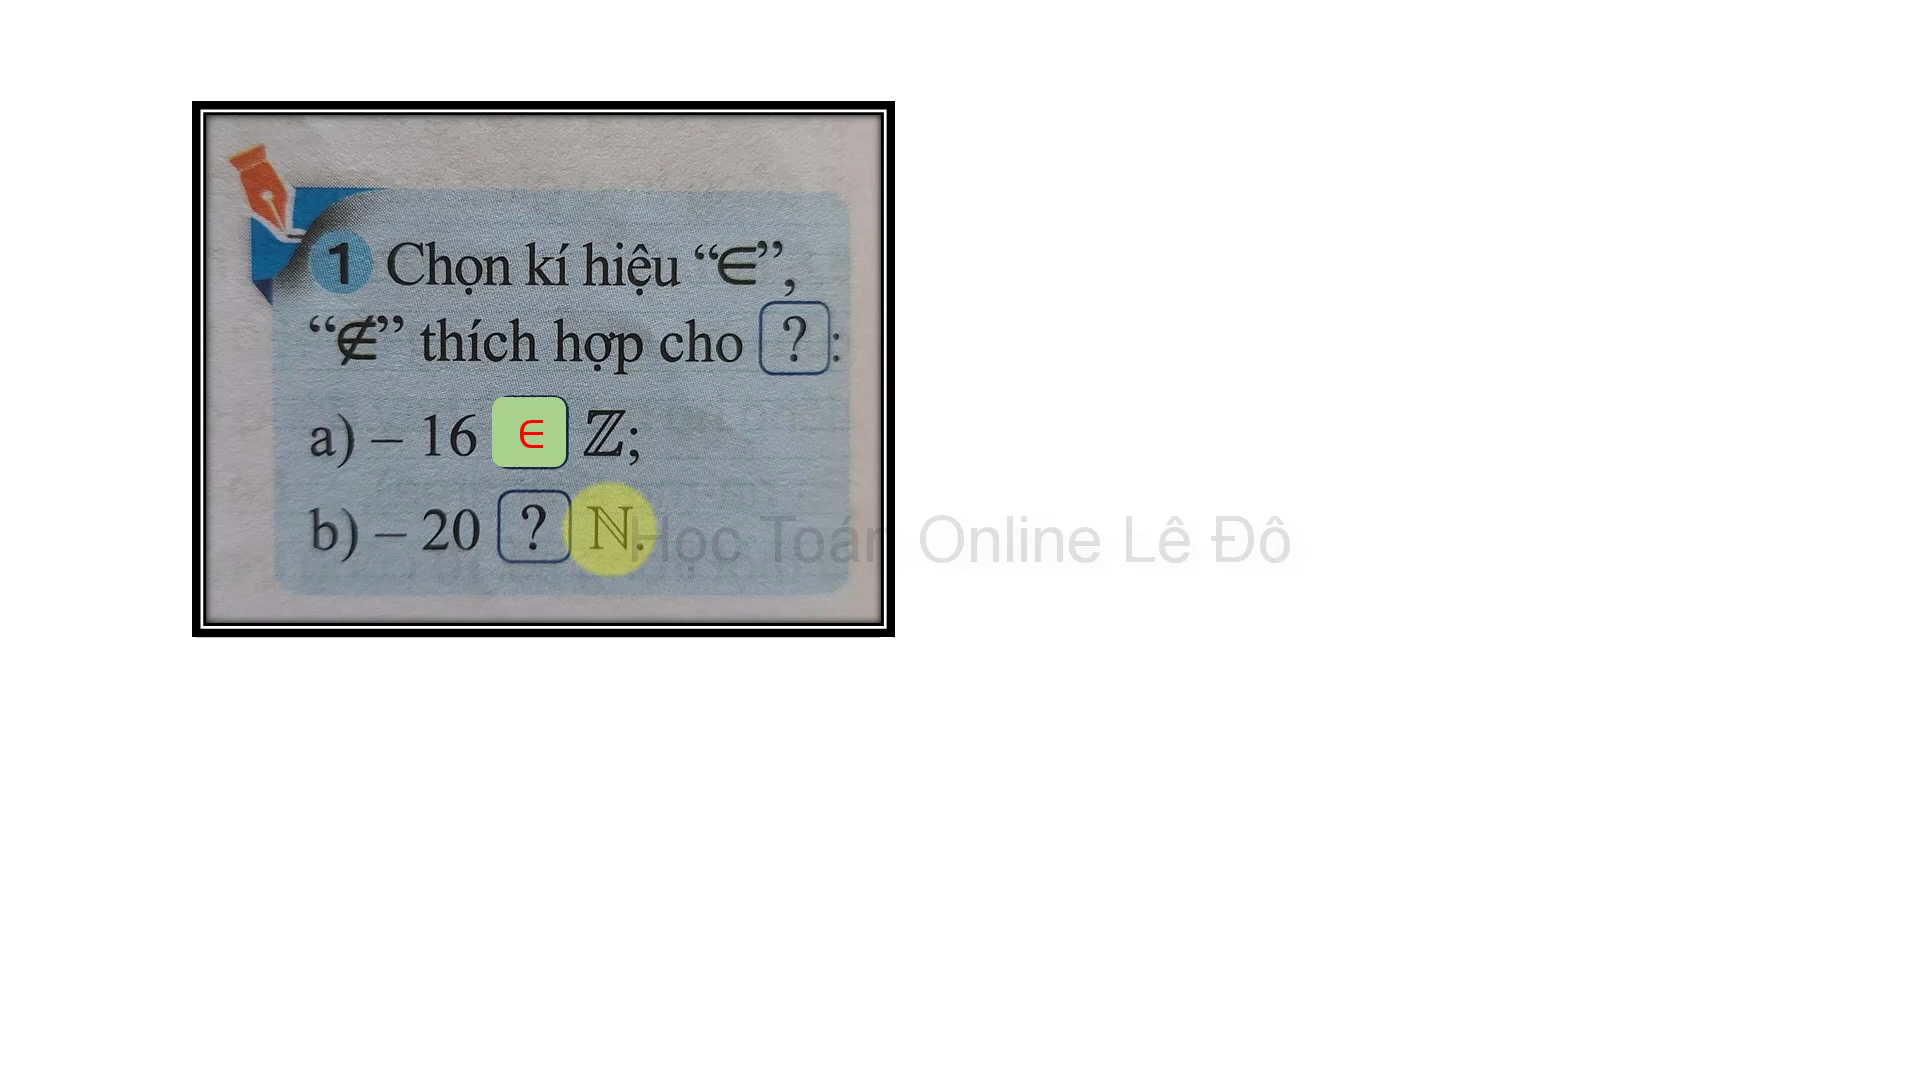 1 Chọn kí hiệu “∈”,
“∉” thích hợp cho ? :
a) – 16 ∈ ℤ;
b) – 20 ? ℕ.
Học Toán Online Lê Đô